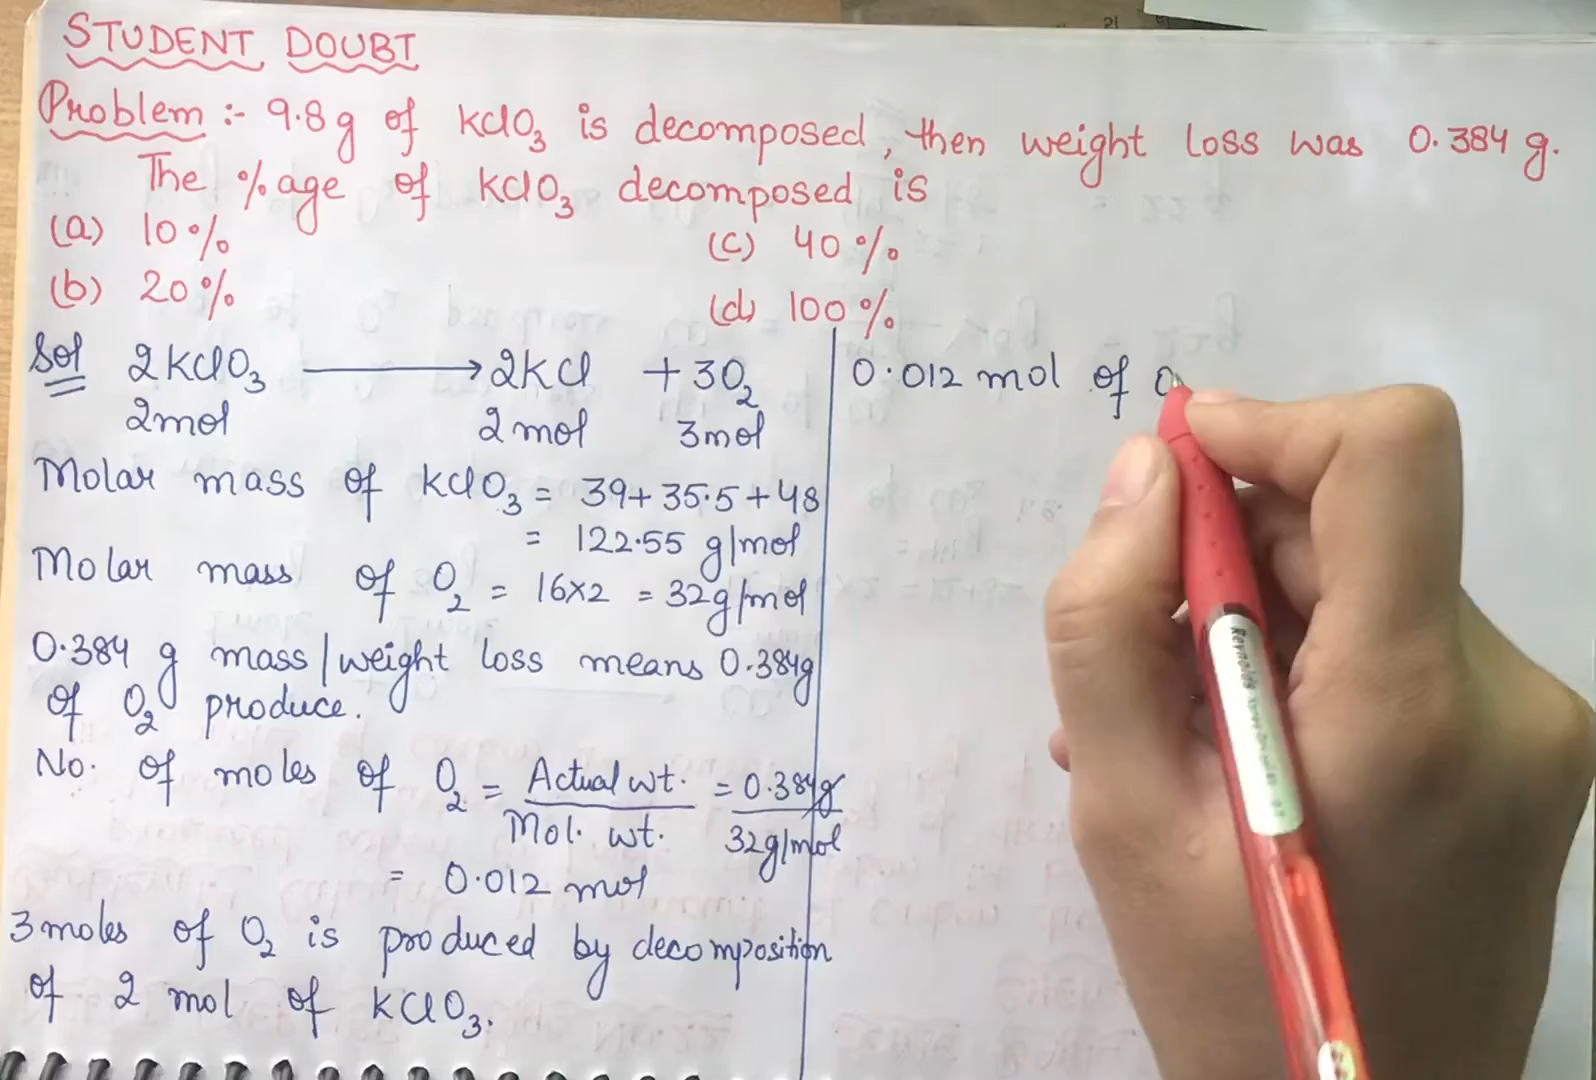 STUDENT DOUBT
Problem :- 9.8 g of KClO3 is decomposed, then weight loss was 0.384 g.
The %age of KClO3 decomposed is
(a) 10%
(c) 40%
(b) 20%
(d) 100%
Sol 2KClO3 → 2KCl + 3O2
2mol 2mol 3mol
Molar mass of KClO3 = 39+35.5+48
= 122.55 g/mol
Molar mass of O2 = 16×2 = 32g/mol
0.384 g mass/weight loss means 0.384g
of O2 produce.
No. of moles of O2 = Actual wt. / Mol. wt. = 0.384g / 32g/mol
= 0.012 mol
3 moles of O2 is produced by decomposition
of 2 mol of KClO3.
0.012 mol of O
Reynolds